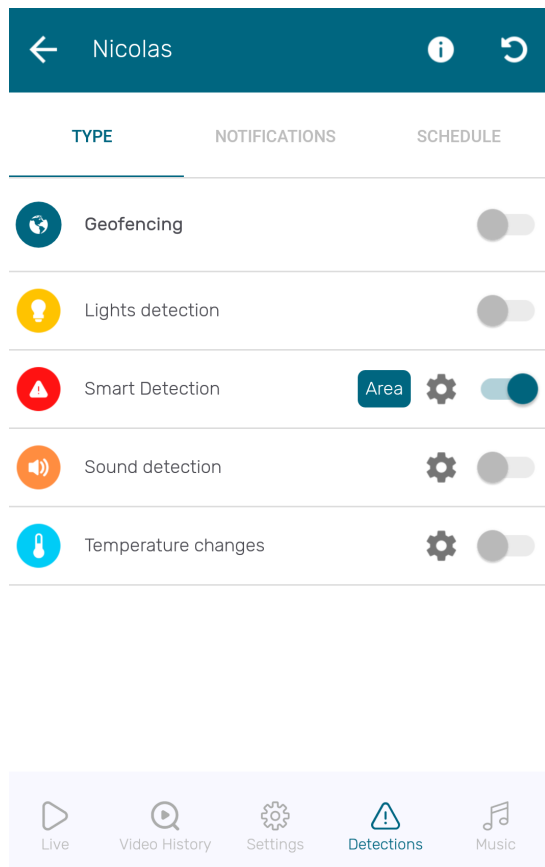 Nicolas
TYPE NOTIFICATIONS SCHEDULE
Geofencing
Lights detection
Smart Detection Area
Sound detection
Temperature changes
Live Video History Settings Detections Music